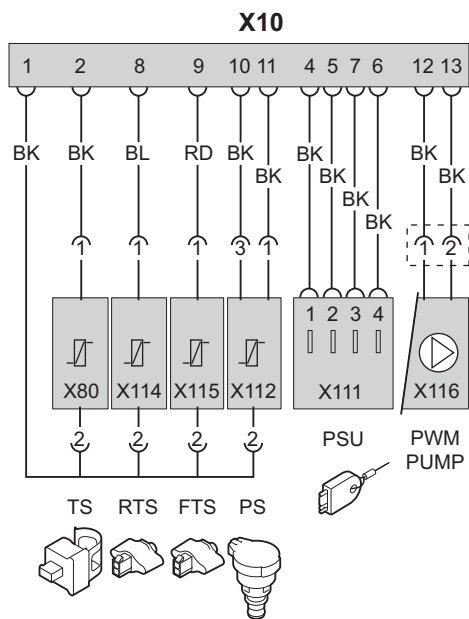 X10
1 2 8 9 10 11 4 5 7 6 12 13
BK BK BL RD BK BK BK
BK BK BK
BK
BK
1 1 1 3 1 1 2
1 2 3 4
X80 X114 X115 X112 X111 X116
2 2 2 2
PSU PWM
PUMP
TS RTS FTS PS